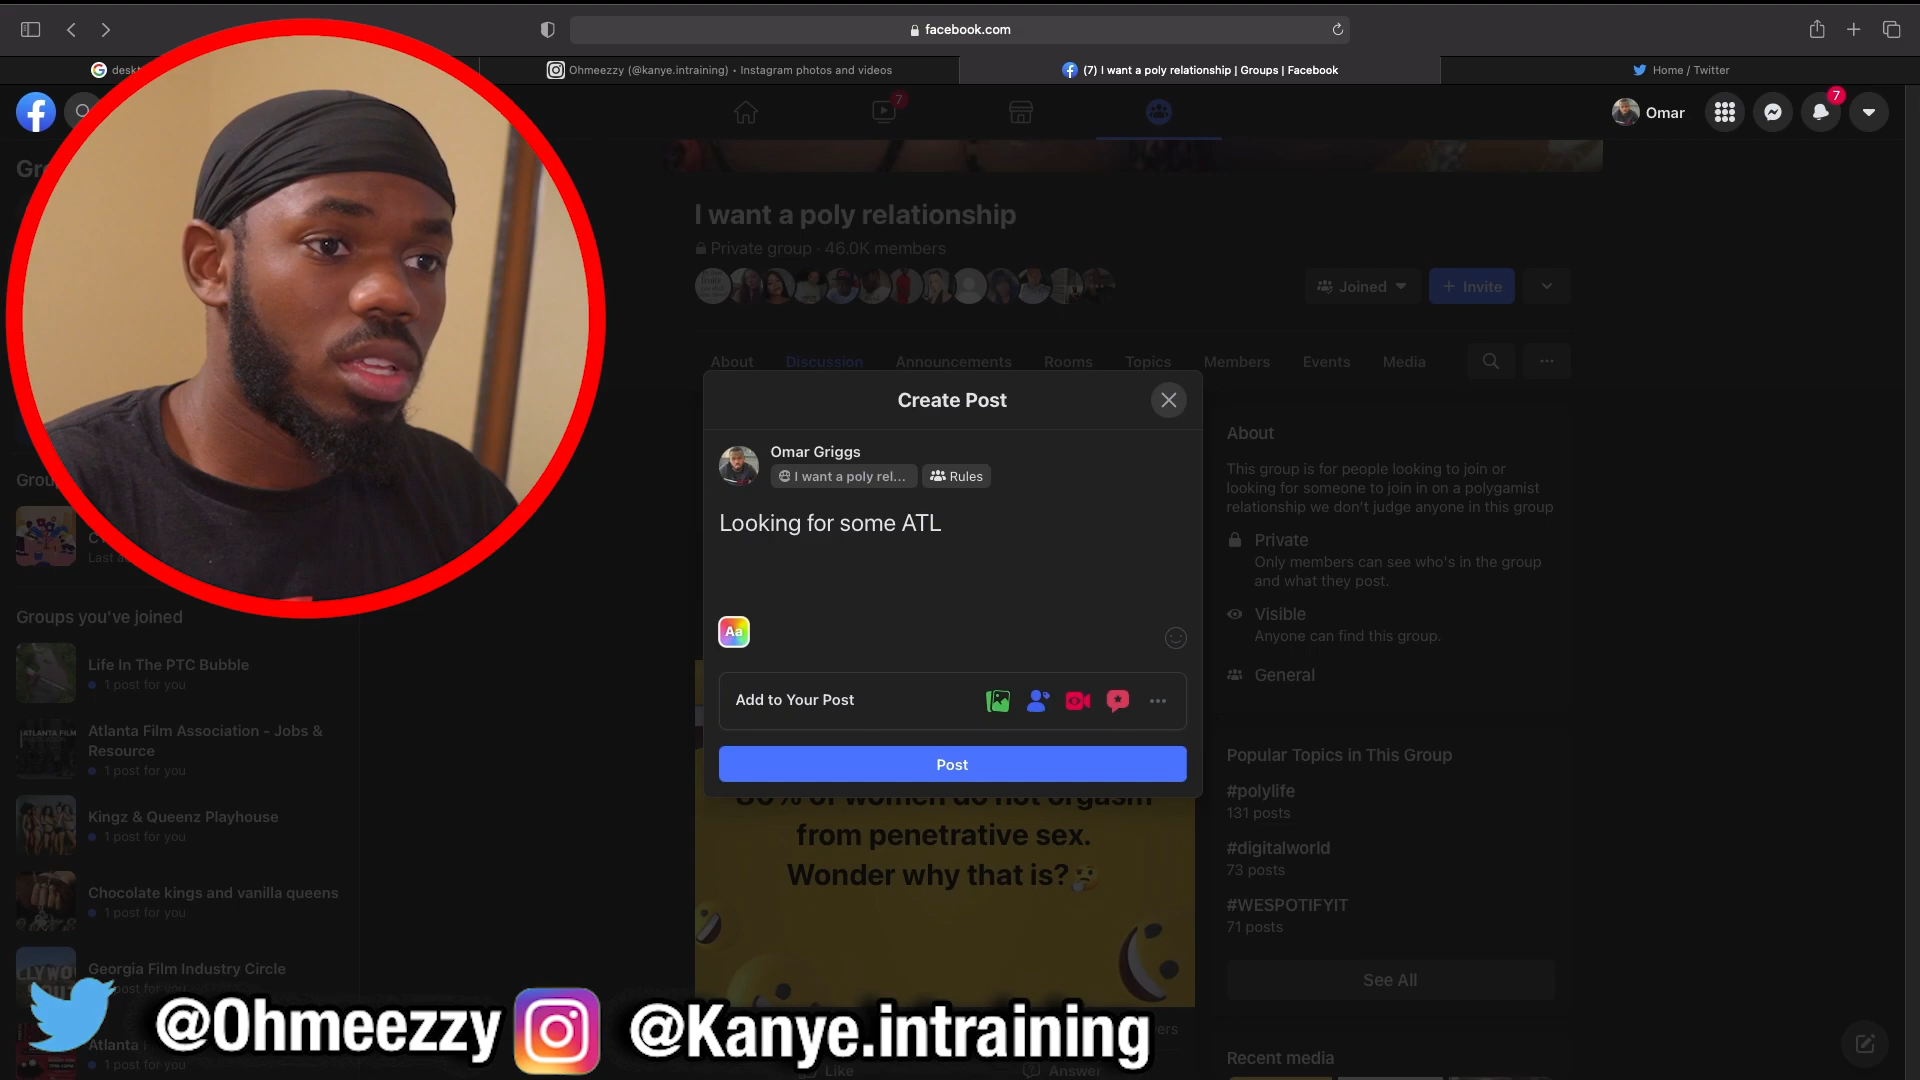 facebook.com
deskt
Ohmeezzy (@kanye.intraining) • Instagram photos and videos
(7) I want a poly relationship | Groups | Facebook
Home / Twitter
7
Omar
7
I want a poly relationship
Private group · 46.0K members
Joined
+ Invite
About
Discussion
Announcements
Rooms
Topics
Members
Events
Media
Create Post
Omar Griggs
I want a poly rel...
Rules
Looking for some ATL
Aa
Add to Your Post
Post
from penetrative sex.
Wonder why that is?
About
This group is for people looking to join or
looking for someone to join in on a polygamist
relationship we don't judge anyone in this group
Private
Only members can see who's in the group
and what they post.
Visible
Anyone can find this group.
General
Popular Topics in This Group
#polylife
131 posts
#digitalworld
73 posts
#WESPOTIFYIT
71 posts
See All
Recent media
Groups you've joined
Life In The PTC Bubble
1 post for you
Atlanta Film Association - Jobs &
Resource
1 post for you
Kingz & Queenz Playhouse
1 post for you
Chocolate kings and vanilla queens
1 post for you
Georgia Film Industry Circle
post for you
Atlanta
1 post for you
Like
Answer
@Ohmeezzy
@Kanye.intraining